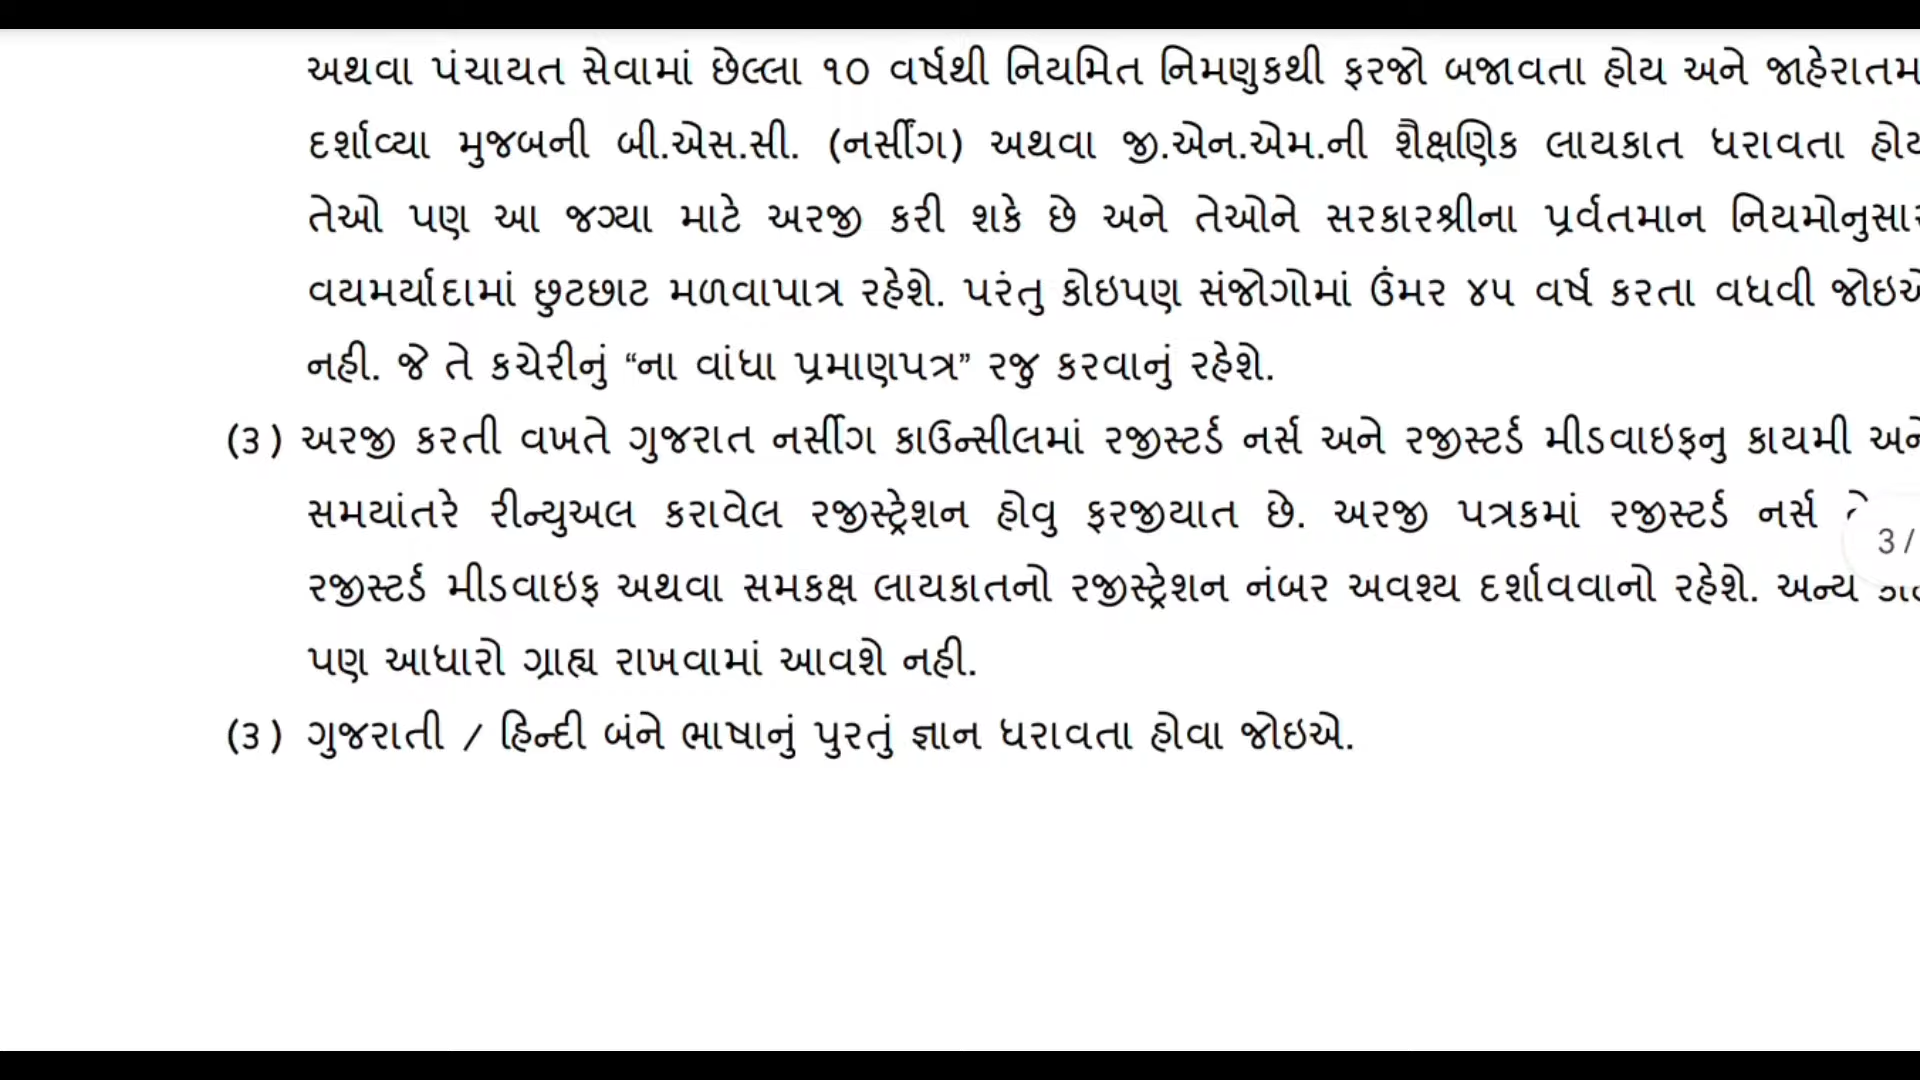 અથવા પંચાયત સેવામાં છેલ્લા ૧૦ વર્ષથી નિયમિત નિમણુકથી ફરજો બજાવતા હોય અને
દર્શાવ્યા મુજબની બી.એસ.સી. (નર્સીંગ) અથવા જી.એન.એમ.ની શૈક્ષણિક લાયકાત ધરાવતા
તેઓ પણ આ જગ્યા માટે અરજી કરી શકે છે અને તેઓને સરકારશ્રીના પ્રર્વતમાન
વયમર્યાદામાં છુટછાટ મળવાપાત્ર રહેશે. પરંતુ કોઇપણ સંજોગોમાં ઉંમર ૪૫ વર્ષ કરતા વધવી
નહી. જે તે કચેરીનું “ના વાંધા પ્રમાણપત્ર” રજુ કરવાનું રહેશે.
(૩) અરજી કરતી વખતે ગુજરાત નર્સીગ કાઉન્સીલમાં રજીસ્ટર્ડ નર્સ અને રજીસ્ટર્ડ મીડવાઇફનુ કાયમી
સમયાંતરે રીન્યુઅલ કરાવેલ રજીસ્ટ્રેશન હોવુ ફરજીયાત છે. અરજી પત્રકમાં રજીસ્ટર્ડ નર્સ
3 /
રજીસ્ટર્ડ મીડવાઇફ અથવા સમકક્ષ લાયકાતનો રજીસ્ટ્રેશન નંબર અવશ્ય દર્શાવવાનો રહેશે. અન્ય
પણ આધારો ગ્રાહ્ય રાખવામાં આવશે નહી.
(૩) ગુજરાતી / હિન્દી બંને ભાષાનું પુરતું જ્ઞાન ધરાવતા હોવા જોઇએ.